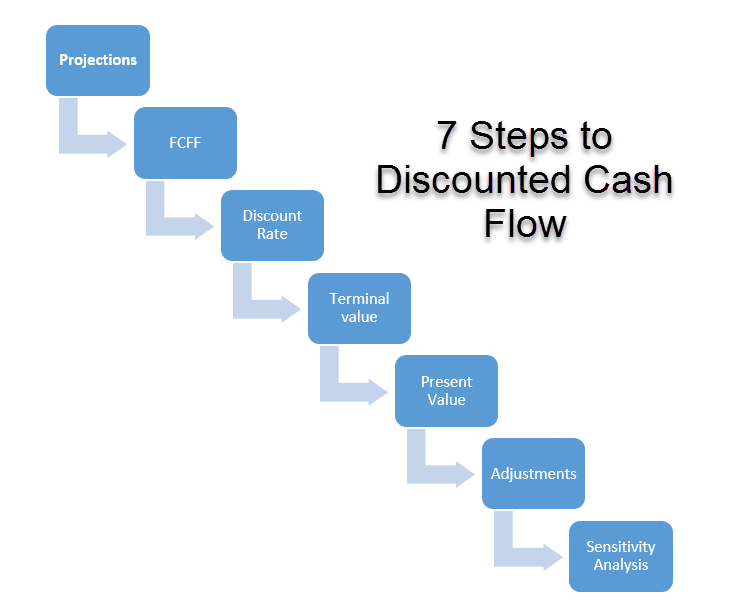 Projections
FCFF
7 Steps to
Discounted Cash
Flow
Discount
Rate
Terminal
value
Present
Value
Adjustments
Sensitivity
Analysis